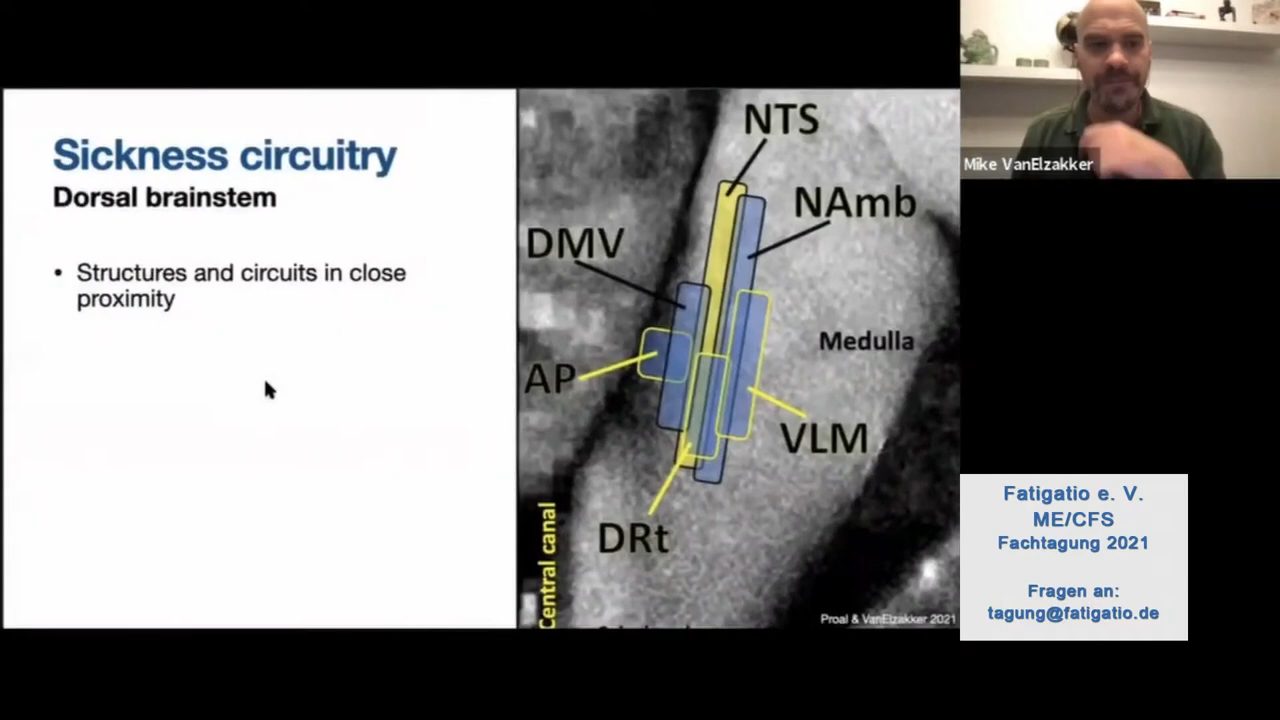 Sickness circuitry
Dorsal brainstem
• Structures and circuits in close
proximity
NTS
NAmb
DMV
Medulla
AP
VLM
DRt
Central canal
Proal & VanElzakker 2021
Mike VanElzakker
Fatigatio e. V.
ME/CFS
Fachtagung 2021
Fragen an:
tagung@fatigatio.de